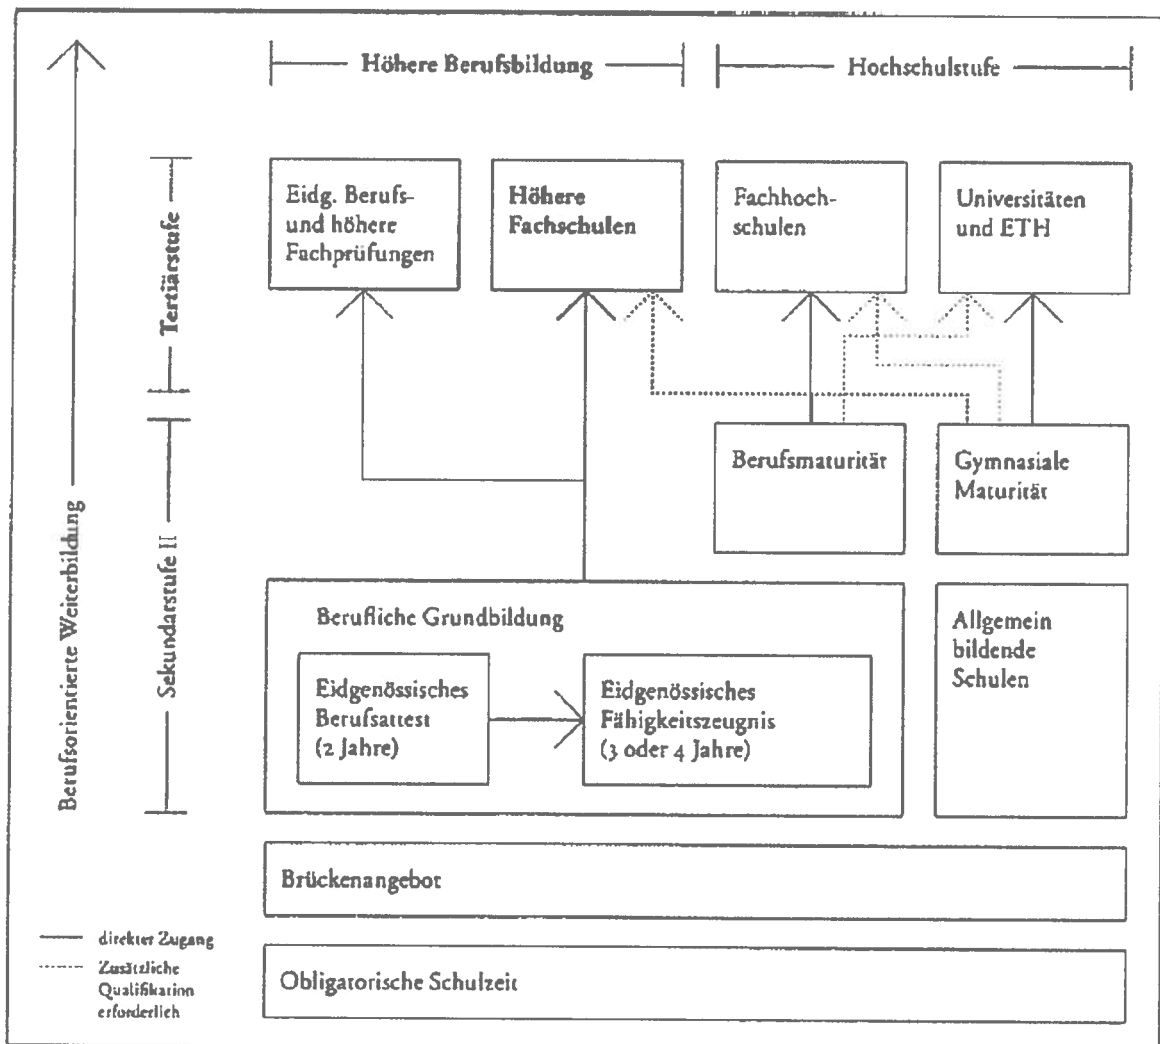 Höhere Berufsbildung
Hochschulstufe
Eidg. Berufs-
und höhere
Fachprüfungen
Höhere
Fachschulen
Fachhoch-
schulen
Universitäten
und ETH
Tertiärstufe
Berufsmaturität
Gymnasiale
Maturität
Berufsorientierte Weiterbildung
Sekundarstufe II
Berufliche Grundbildung
Eidgenössisches
Berufsattest
(2 Jahre)
Eidgenössisches
Fähigkeitszeugnis
(3 oder 4 Jahre)
Allgemein
bildende
Schulen
Brückenangebot
Obligatorische Schulzeit
direkter Zugang
Zusätzliche
Qualifikation
erforderlich